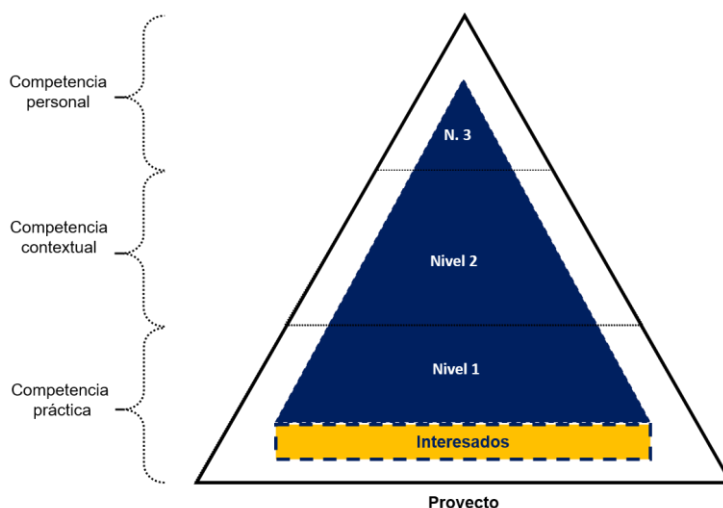 Competencia
personal
N. 3
Competencia
contextual
Nivel 2
Competencia
práctica
Nivel 1
Interesados
Proyecto